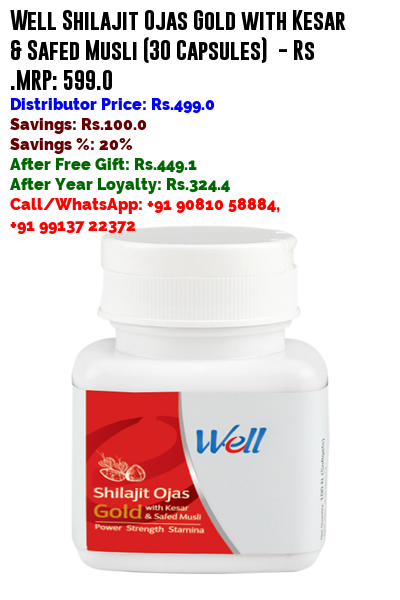 Well Shilajit Ojas Gold with Kesar
& Safed Musli (30 Capsules) - Rs
.MRP: 599.0
Distributor Price: Rs.499.0
Savings: Rs.100.0
Savings %: 20%
After Free Gift: Rs.449.1
After Year Loyalty: Rs.324.4
Call/WhatsApp: +91 90810 58884,
+91 99137 22372
Well
Shilajit Ojas
Gold with Kesar
& Safed Musli
Power Strength Stamina